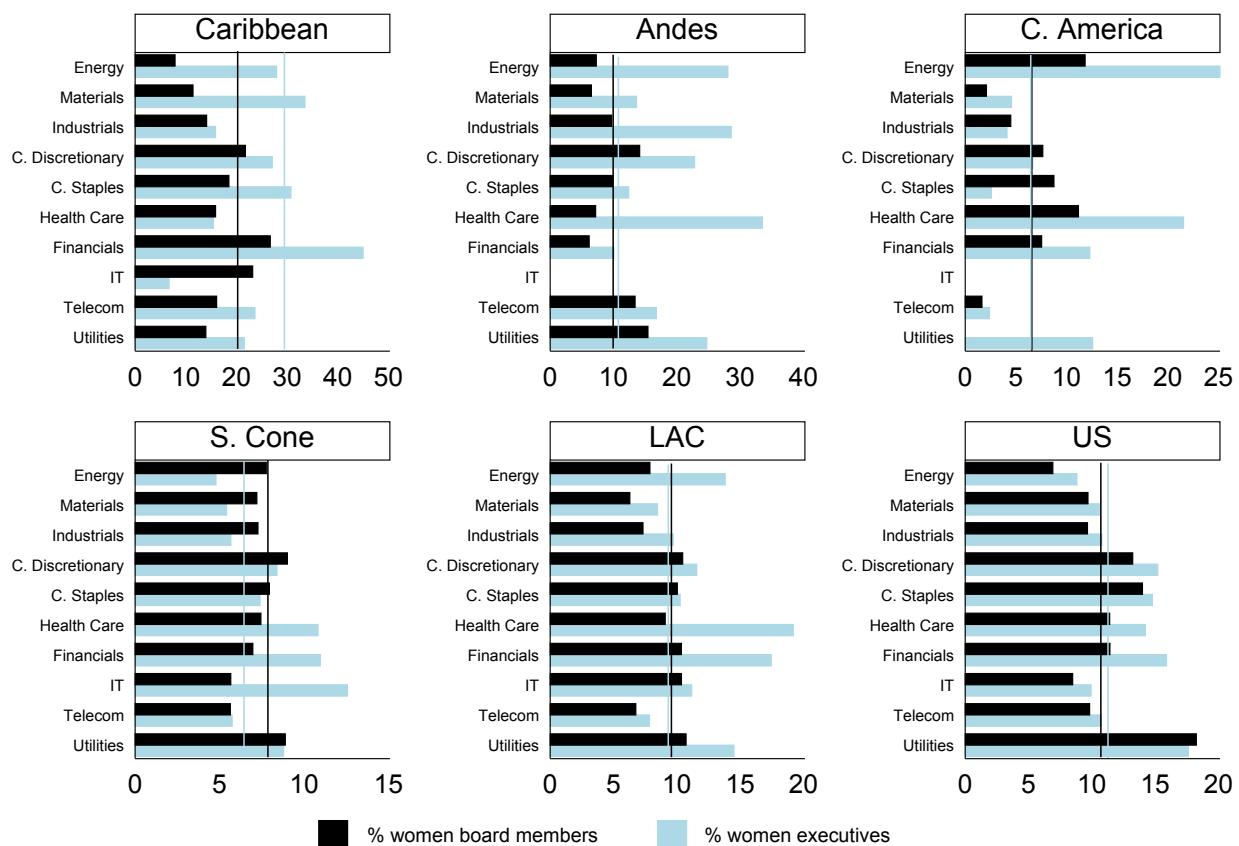 Caribbean
Energy
Materials
Industrials
C. Discretionary
C. Staples
Health Care
Financials
IT
Telecom
Utilities
0 10 20 30 40 50
Andes
Energy
Materials
Industrials
C. Discretionary
C. Staples
Health Care
Financials
IT
Telecom
Utilities
0 10 20 30 40
C. America
Energy
Materials
Industrials
C. Discretionary
C. Staples
Health Care
Financials
IT
Telecom
Utilities
0 5 10 15 20 25
S. Cone
Energy
Materials
Industrials
C. Discretionary
C. Staples
Health Care
Financials
IT
Telecom
Utilities
0 5 10 15
LAC
Energy
Materials
Industrials
C. Discretionary
C. Staples
Health Care
Financials
IT
Telecom
Utilities
0 5 10 15 20
US
Energy
Materials
Industrials
C. Discretionary
C. Staples
Health Care
Financials
IT
Telecom
Utilities
0 5 10 15 20
% women board members
% women executives